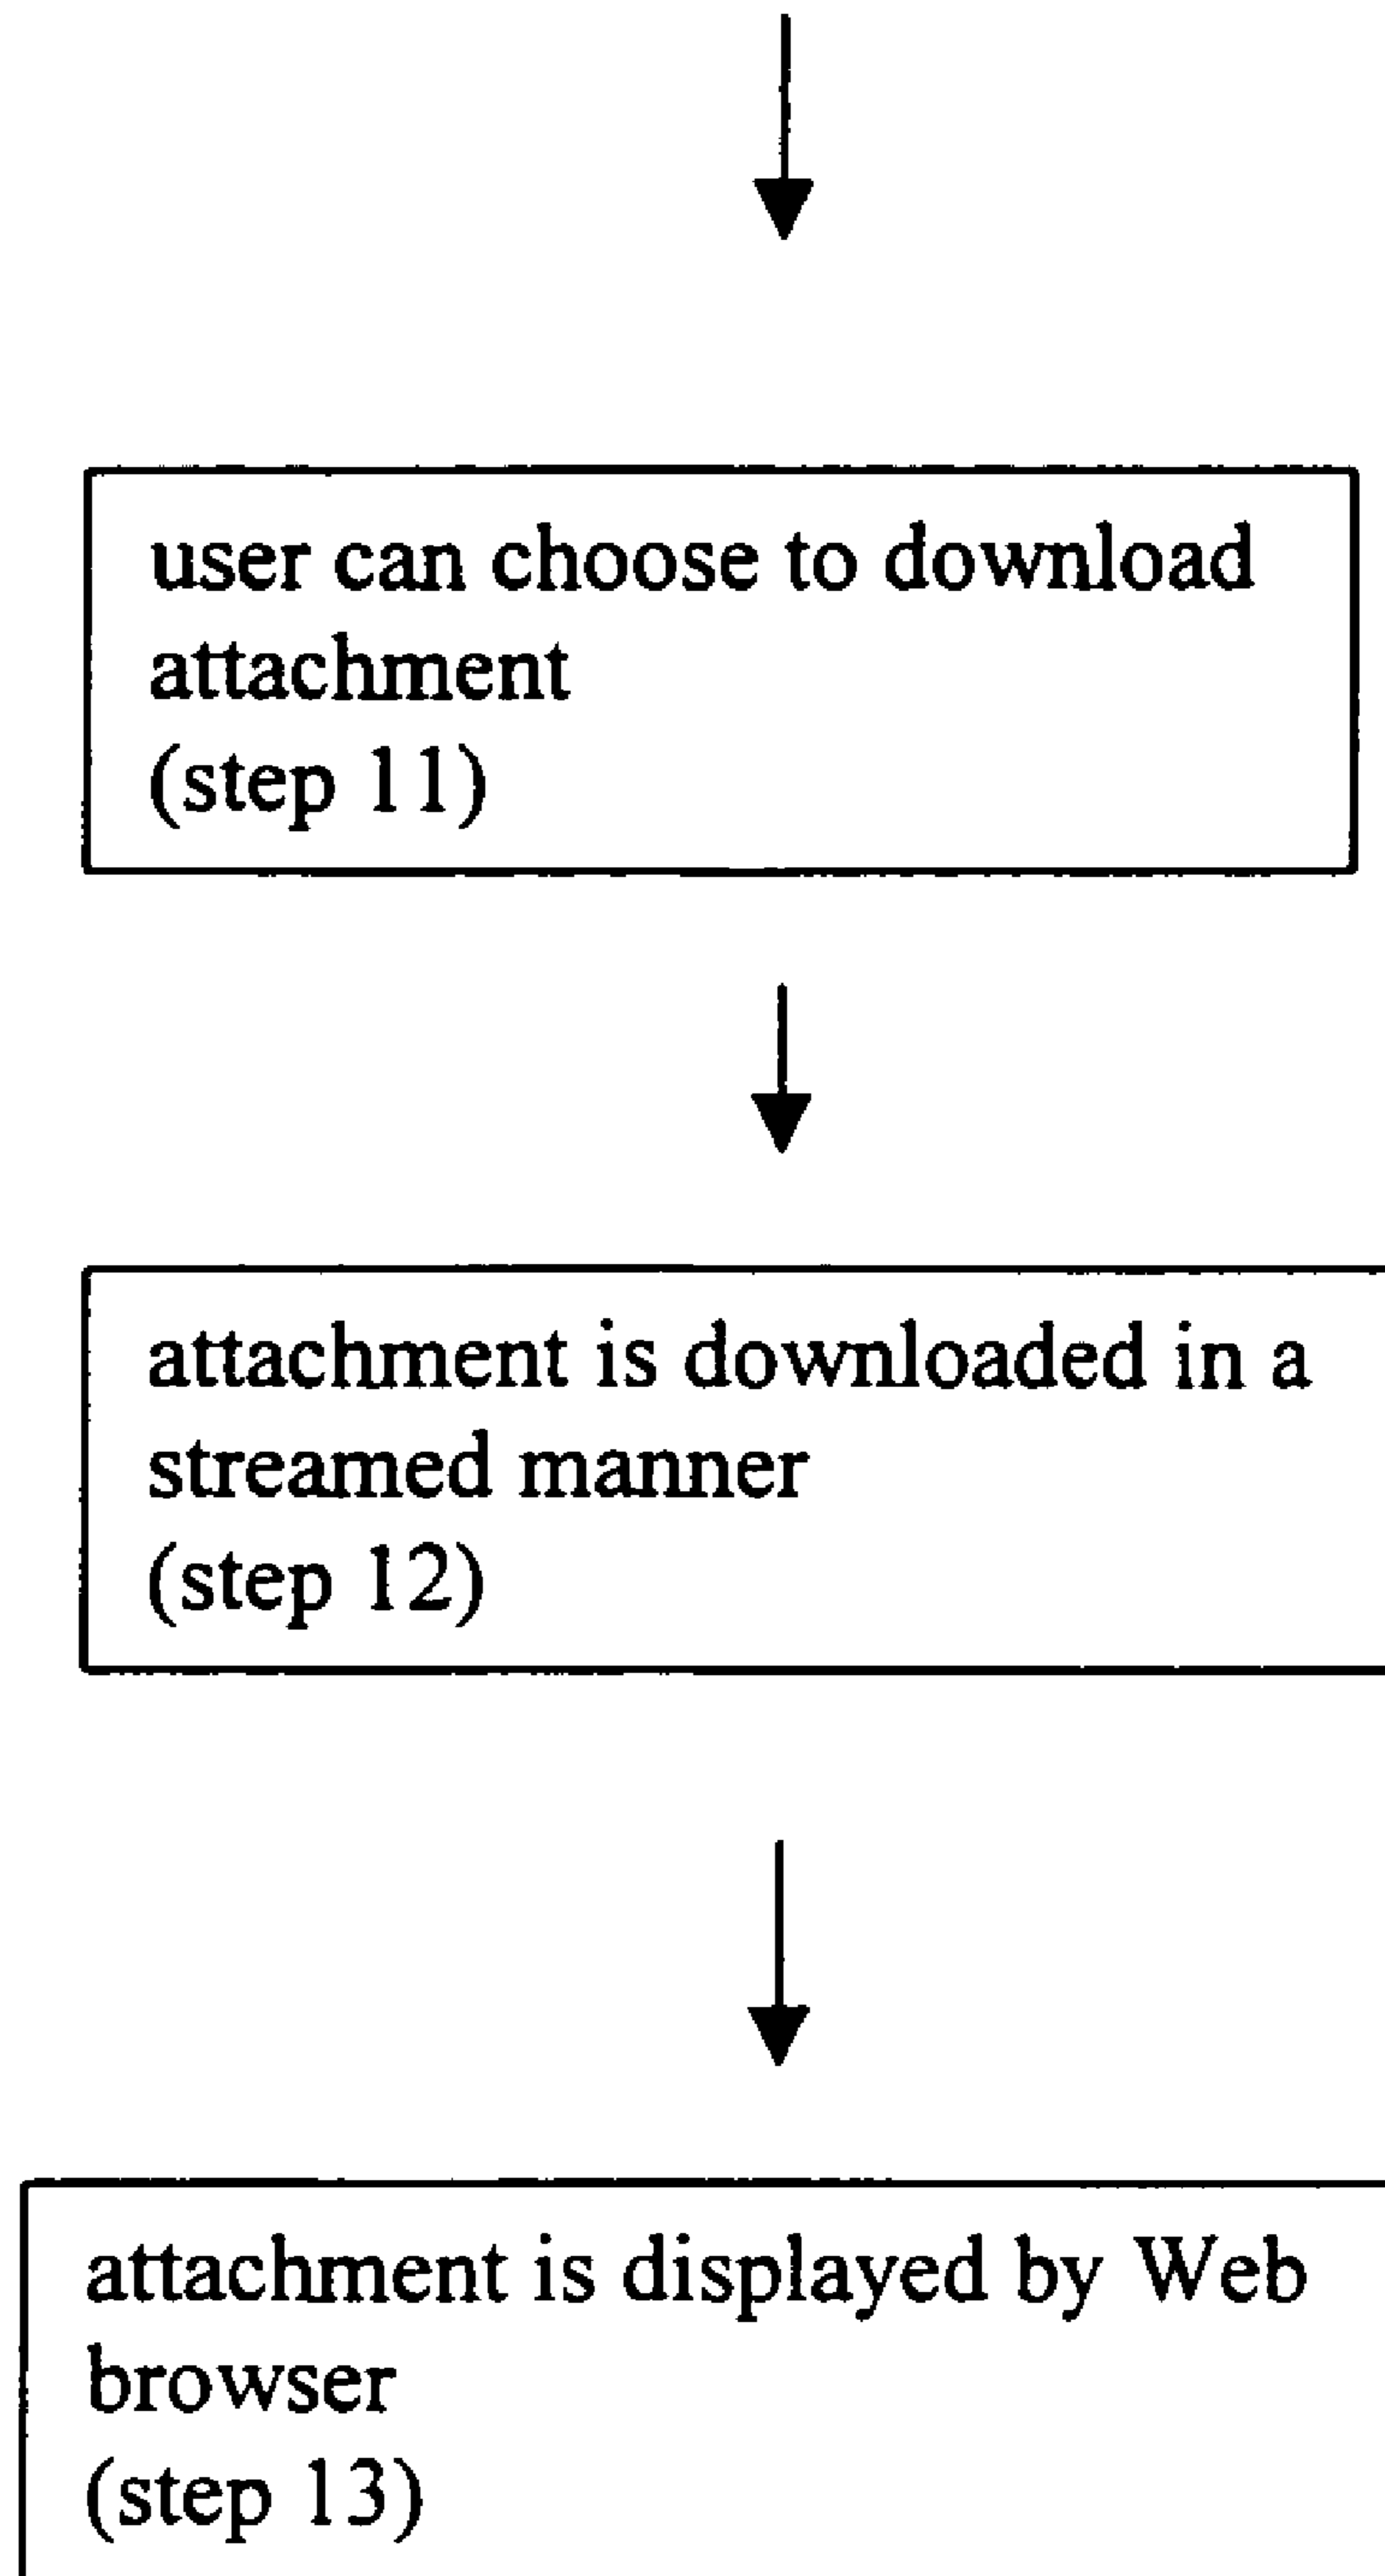 user can choose to download
attachment
(step 11)
attachment is downloaded in a
streamed manner
(step 12)
attachment is displayed by Web
browser
(step 13)